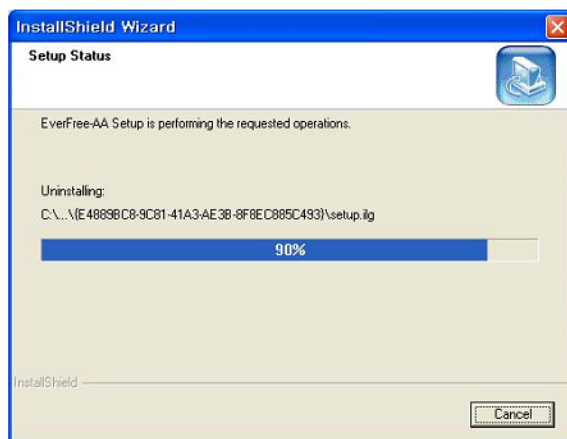 InstallShield Wizard
Setup Status
EverFree-AA Setup is performing the requested operations.
Uninstalling:
C:\...\{E4889BC8-9C81-41A3-AE3B-8F8EC885C493}\setup.ilg
90%
InstallShield
Cancel